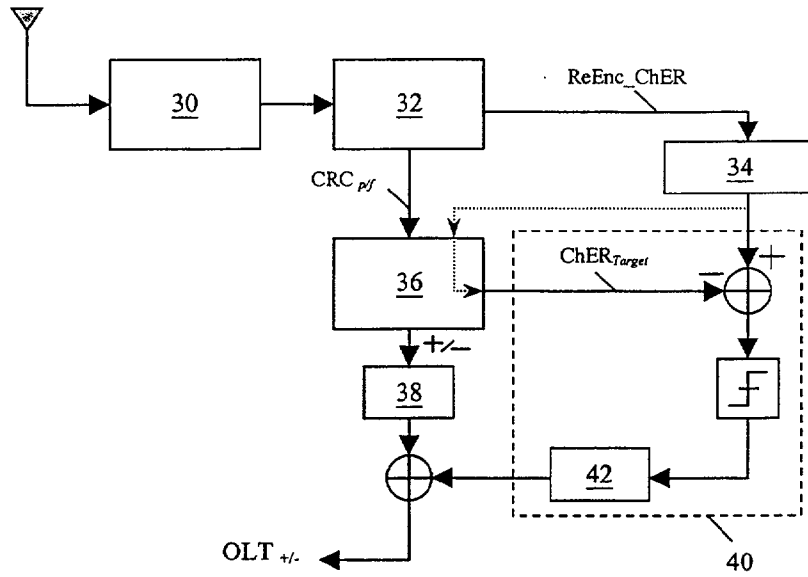 ReEnc_ChER
30
32
34
CRC p/f
36
ChER Target
+
−
+/−
38
42
OLT +/-
40